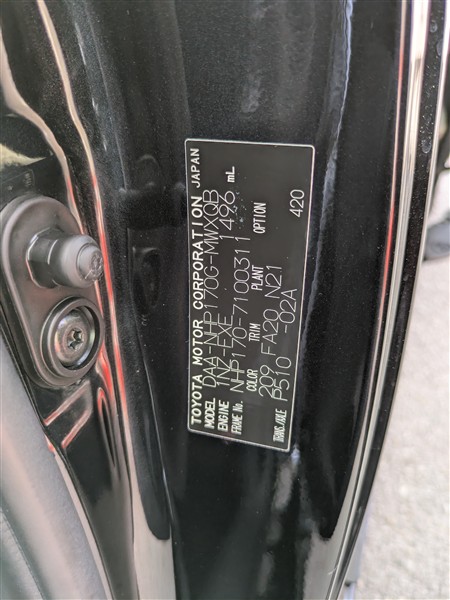 TOYOTA MOTOR CORPORATION JAPAN
MODEL DAA-NHP170G-MWXQB
ENGINE 1NZ-FXE 1496 mL
FRAME No. NHP170-7100311
COLOR TRIM PLANT OPTION
209 FA20 N21 420
TRANS./AXLE P510 -02A